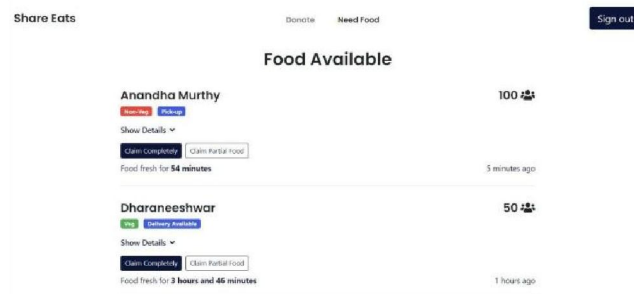 Share Eats Donate Need Food Sign out
Food Available
Anandha Murthy 100
Non-Veg Pick-up
Show Details
Claim Completely Claim Partial Food
Food fresh for 54 minutes 5 minutes ago
Dharaneeshwar 50
Veg Delivery Available
Show Details
Claim Completely Claim Partial Food
Food fresh for 3 hours and 46 minutes 1 hours ago